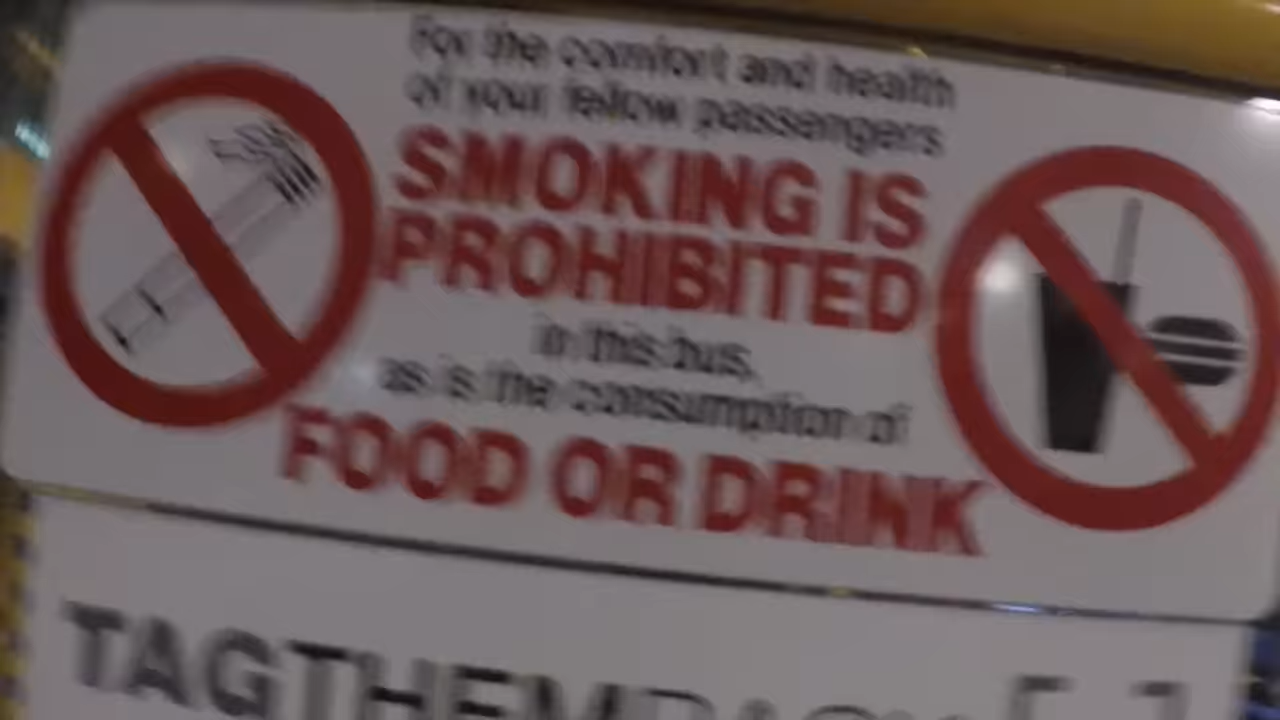 For the comfort and health
of your fellow passengers
SMOKING IS
PROHIBITED
in this bus,
as is the consumption of
FOOD OR DRINK
TAGTHEMBACK